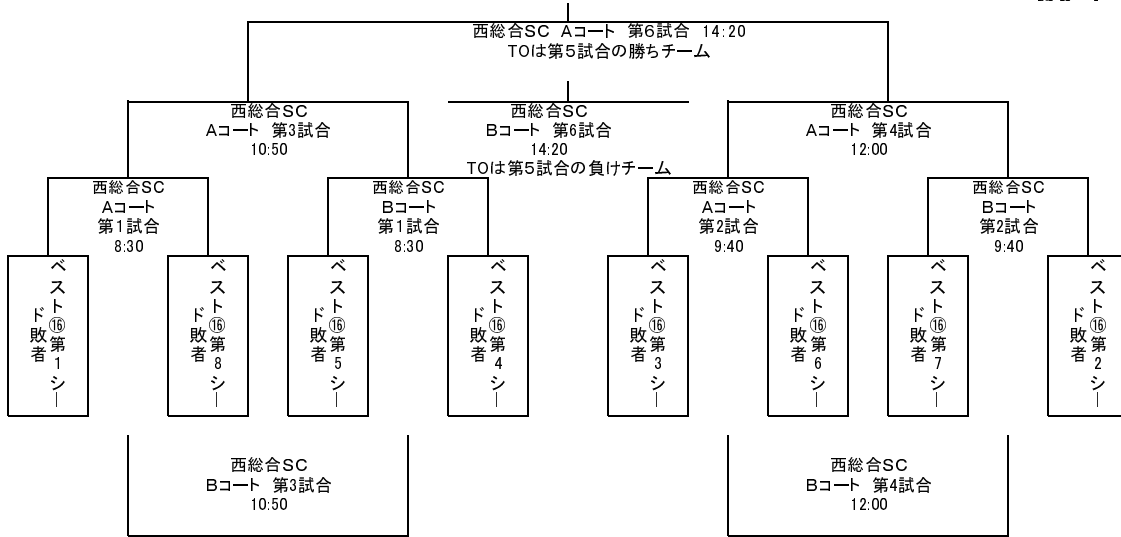 西総合SC Aコート 第6試合 14:20
TOは第5試合の勝ちチーム
西総合SC
Aコート 第3試合
10:50
西総合SC
Bコート 第6試合
14:20
TOは第5試合の負けチーム
西総合SC
Aコート 第4試合
12:00
西総合SC
Aコート
第1試合
8:30
西総合SC
Bコート
第1試合
8:30
西総合SC
Aコート
第2試合
9:40
西総合SC
Bコート
第2試合
9:40
ベスト⑯第1シー
ド敗者
ベスト⑯第8シー
ド敗者
ベスト⑯第5シー
ド敗者
ベスト⑯第4シー
ド敗者
ベスト⑯第3シー
ド敗者
ベスト⑯第6シー
ド敗者
ベスト⑯第7シー
ド敗者
ベスト⑯第2シー
ド敗者
西総合SC
Bコート 第3試合
10:50
西総合SC
Bコート 第4試合
12:00